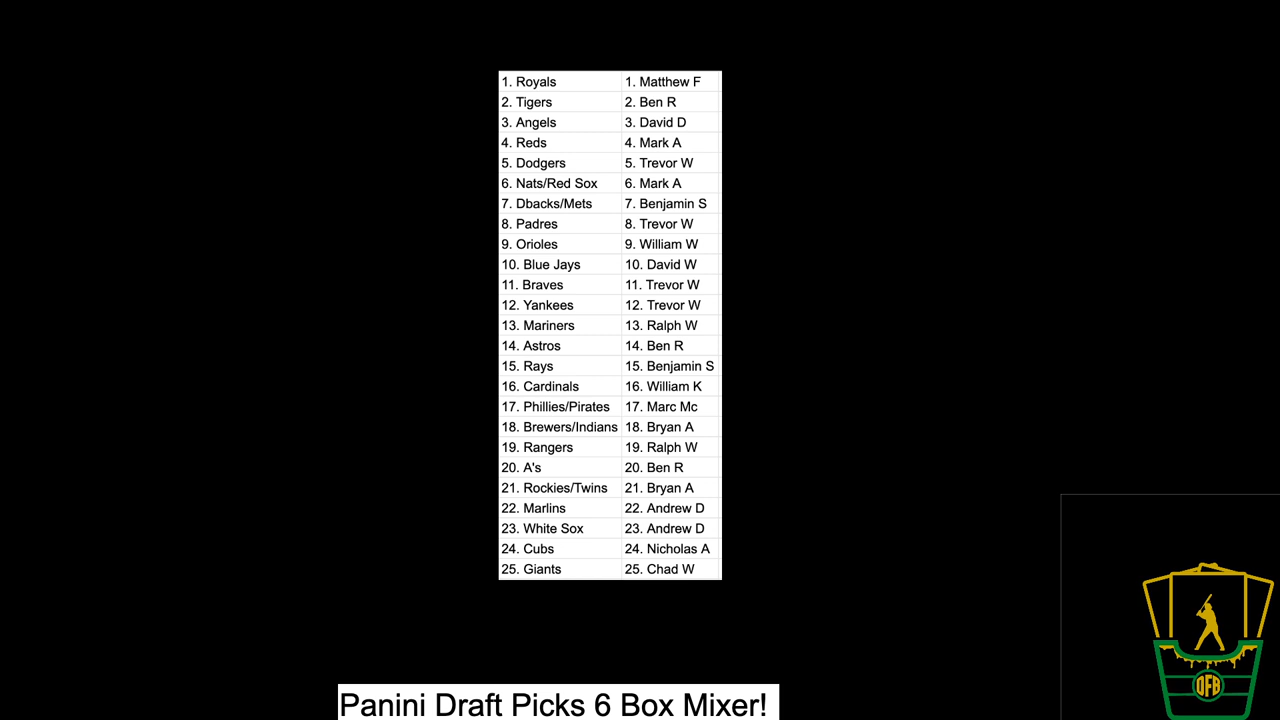 1. Royals 1. Matthew F
2. Tigers 2. Ben R
3. Angels 3. David D
4. Reds 4. Mark A
5. Dodgers 5. Trevor W
6. Nats/Red Sox 6. Mark A
7. Dbacks/Mets 7. Benjamin S
8. Padres 8. Trevor W
9. Orioles 9. William W
10. Blue Jays 10. David W
11. Braves 11. Trevor W
12. Yankees 12. Trevor W
13. Mariners 13. Ralph W
14. Astros 14. Ben R
15. Rays 15. Benjamin S
16. Cardinals 16. William K
17. Phillies/Pirates 17. Marc Mc
18. Brewers/Indians 18. Bryan A
19. Rangers 19. Ralph W
20. A's 20. Ben R
21. Rockies/Twins 21. Bryan A
22. Marlins 22. Andrew D
23. White Sox 23. Andrew D
24. Cubs 24. Nicholas A
25. Giants 25. Chad W
OFB
Panini Draft Picks 6 Box Mixer!